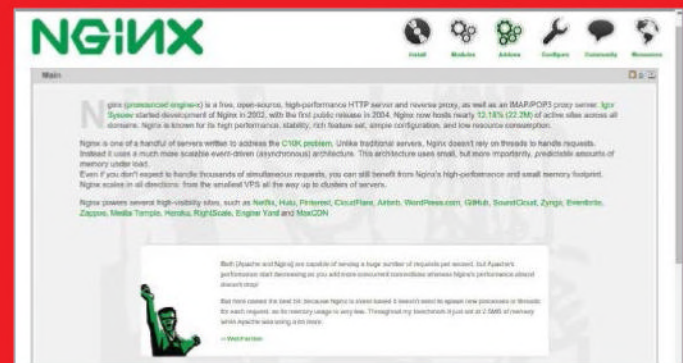 NGiNX
Install Modules Addons Configure Community Resources
Main
Nginx (pronounced engine-x) is a free, open-source, high-performance HTTP server and reverse proxy, as well as an IMAP/POP3 proxy server. Igor
Sysoev started development of Nginx in 2002, with the first public release in 2004. Nginx now hosts nearly 12.18% (22.2M) of active sites across all
domains. Nginx is known for its high performance, stability, rich feature set, simple configuration, and low resource consumption.
Nginx is one of a handful of servers written to address the C10K problem. Unlike traditional servers, Nginx doesn't rely on threads to handle requests.
Instead it uses a much more scalable event-driven (asynchronous) architecture. This architecture uses small, but more importantly, predictable amounts of
memory under load.
Even if you don't expect to handle thousands of simultaneous requests, you can still benefit from Nginx's high-performance and small memory footprint.
Nginx scales in all directions: from the smallest VPS all the way up to clusters of servers.
Nginx powers several high-visibility sites, such as Netflix, Hulu, Pinterest, CloudFlare, Airbnb, WordPress.com, GitHub, SoundCloud, Zynga, Eventbrite,
Zappos, Media Temple, Heroku, RightScale, Engine Yard and MaxCDN
Both [Apache and Nginx] are capable of serving a huge number of requests per second, but Apache's
performance start decreasing as you add more concurrent connections whereas Nginx's performance almost
doesn't drop!
But here comes the best bit: because Nginx is event-based it doesn't need to spawn new processes or threads
for each request, so its memory usage is very low. Throughout my benchmark it just sat at 2.5MB of memory
while Apache was using a lot more.
-- WebFaction